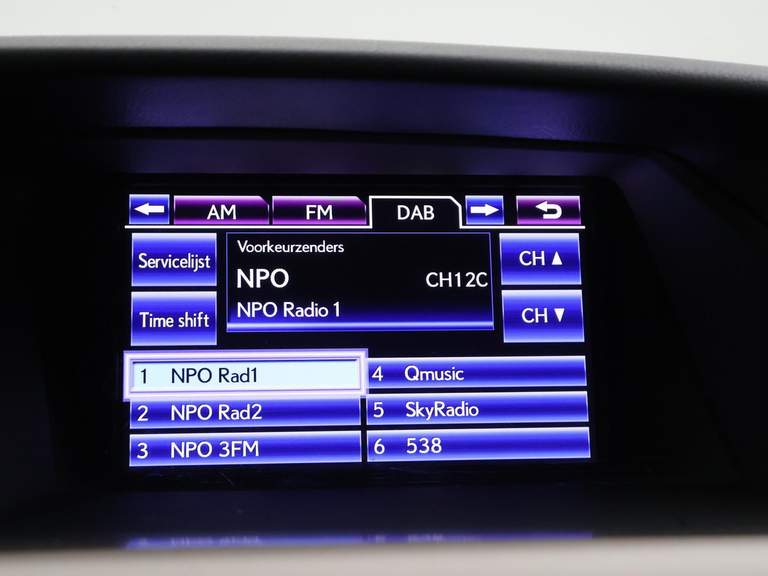 AM FM DAB
Servicelijst
Voorkeurzenders
NPO CH12C
NPO Radio 1
CH ▲
Time shift
CH ▼
1 NPO Rad1
2 NPO Rad2
3 NPO 3FM
4 Qmusic
5 SkyRadio
6 538